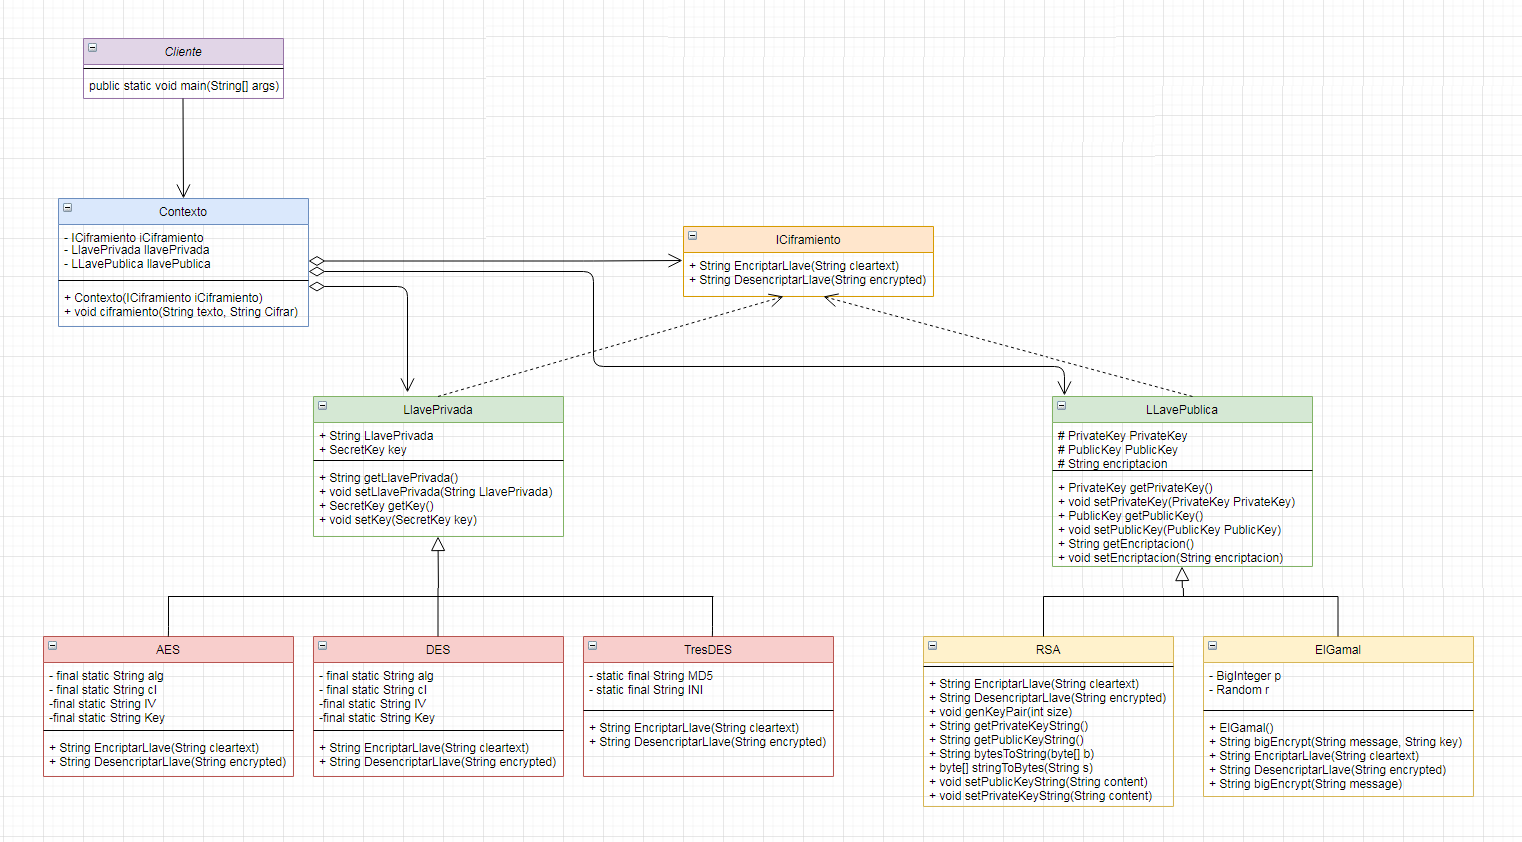 Cliente
public static void main(String[] args)
Contexto
- ICiframiento iCiframiento
- LlavePrivada llavePrivada
- LLavePublica llavePublica
+ Contexto(ICiframiento iCiframiento)
+ void ciframiento(String texto, String Cifrar)
ICiframiento
+ String EncriptarLlave(String cleartext)
+ String DesencriptarLlave(String encrypted)
LlavePrivada
+ String LlavePrivada
+ SecretKey key
+ String getLlavePrivada()
+ void setLlavePrivada(String LlavePrivada)
+ SecretKey getKey()
+ void setKey(SecretKey key)
LLavePublica
# PrivateKey PrivateKey
# PublicKey PublicKey
# String encriptacion
+ PrivateKey getPrivateKey()
+ void setPrivateKey(PrivateKey PrivateKey)
+ PublicKey getPublicKey()
+ void setPublicKey(PublicKey PublicKey)
+ String getEncriptacion()
+ void setEncriptacion(String encriptacion)
AES
- final static String alg
- final static String cI
-final static String IV
-final static String Key
+ String EncriptarLlave(String cleartext)
+ String DesencriptarLlave(String encrypted)
DES
- final static String alg
- final static String cI
-final static String IV
-final static String Key
+ String EncriptarLlave(String cleartext)
+ String DesencriptarLlave(String encrypted)
TresDES
- static final String MD5
- static final String INI
+ String EncriptarLlave(String cleartext)
+ String DesencriptarLlave(String encrypted)
RSA
+ String EncriptarLlave(String cleartext)
+ String DesencriptarLlave(String encrypted)
+ void genKeyPair(int size)
+ String getPrivateKeyString()
+ String getPublicKeyString()
+ String bytesToString(byte[] b)
+ byte[] stringToBytes(String s)
+ void setPublicKeyString(String content)
+ void setPrivateKeyString(String content)
ElGamal
- BigInteger p
- Random r
+ ElGamal()
+ String bigEncrypt(String message, String key)
+ String EncriptarLlave(String cleartext)
+ String DesencriptarLlave(String encrypted)
+ String bigEncrypt(String message)